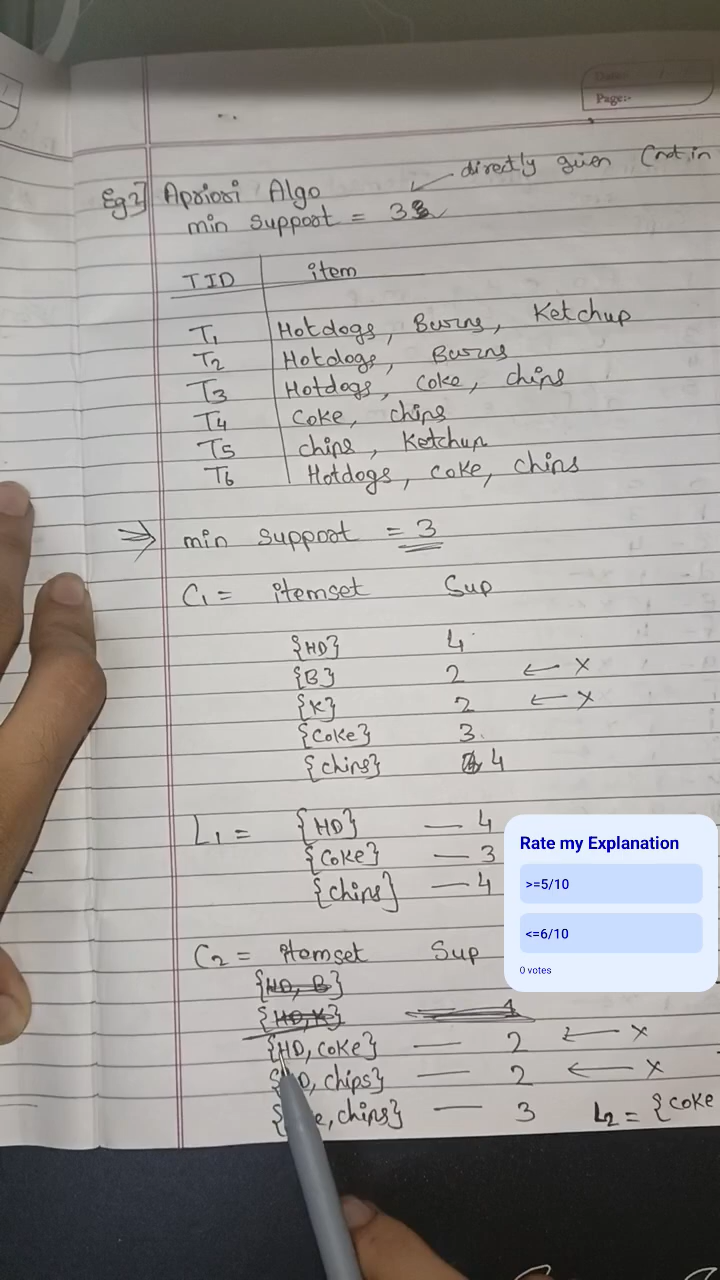 Page:-
directly given (not, in
Eg 2] Apriori Algo
min support = 3
TID item
T1 Hotdogs, Buns, Ketchup
T2 Hotdogs, Buns
T3 Hotdogs, Coke, chips
T4 Coke, chips
T5 chips, Ketchup
T6 Hotdogs, Coke, Chips
=> min support = 3
C1 = itemset Sup
{HD} 4
{B} 2 ← x
{K} 2 ← x
{Coke} 3
{chips} 4
L1 = {HD} — 4
{Coke} — 3
{chips} — 4
Rate my Explanation
>=5/10
<=6/10
0 votes
C2 = itemset Sup
{HD, B}
{HD, K}
{HD, Coke} — 2 ← x
{HD, chips} — 2 ← x
, chips} — 3 L2 = {Coke